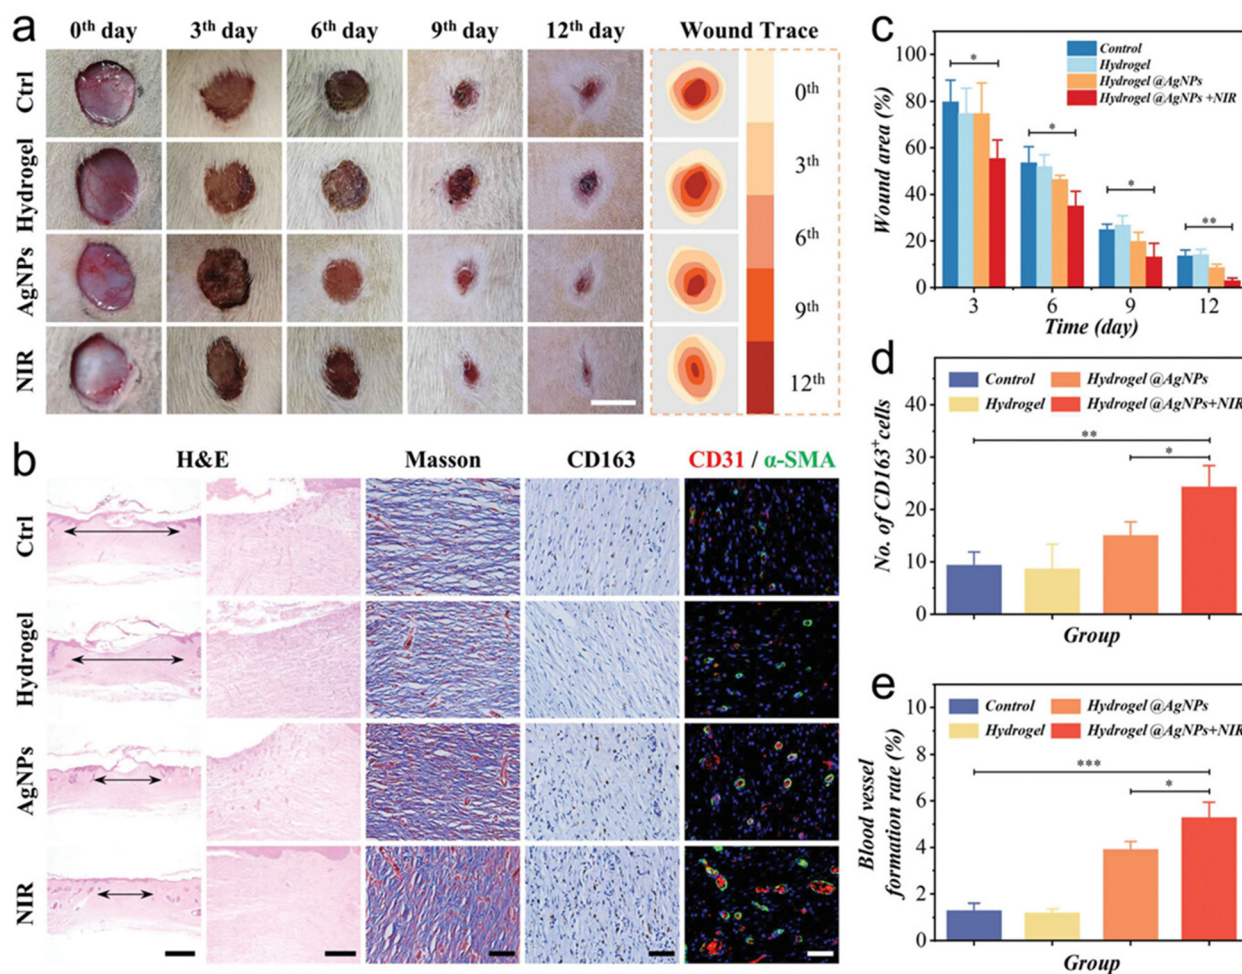 a
0th day 3th day 6th day 9th day 12th day Wound Trace
Ctrl
Hydrogel
AgNPs
NIR
0th
3th
6th
9th
12th
b
H&E Masson CD163 CD31 / α-SMA
Ctrl
Hydrogel
AgNPs
NIR
c
Wound area (%)
100
80
60
40
20
0
Control
Hydrogel
Hydrogel @AgNPs
Hydrogel @AgNPs +NIR
*
*
*
**
3 6 9 12
Time (day)
d
No. of CD163+cells
40
30
20
10
0
Control Hydrogel @AgNPs
Hydrogel Hydrogel @AgNPs+NIR
**
*
Group
e
Blood vessel
formation rate (%)
10
8
6
4
2
0
Control Hydrogel @AgNPs
Hydrogel Hydrogel @AgNPs+NIR
***
*
Group